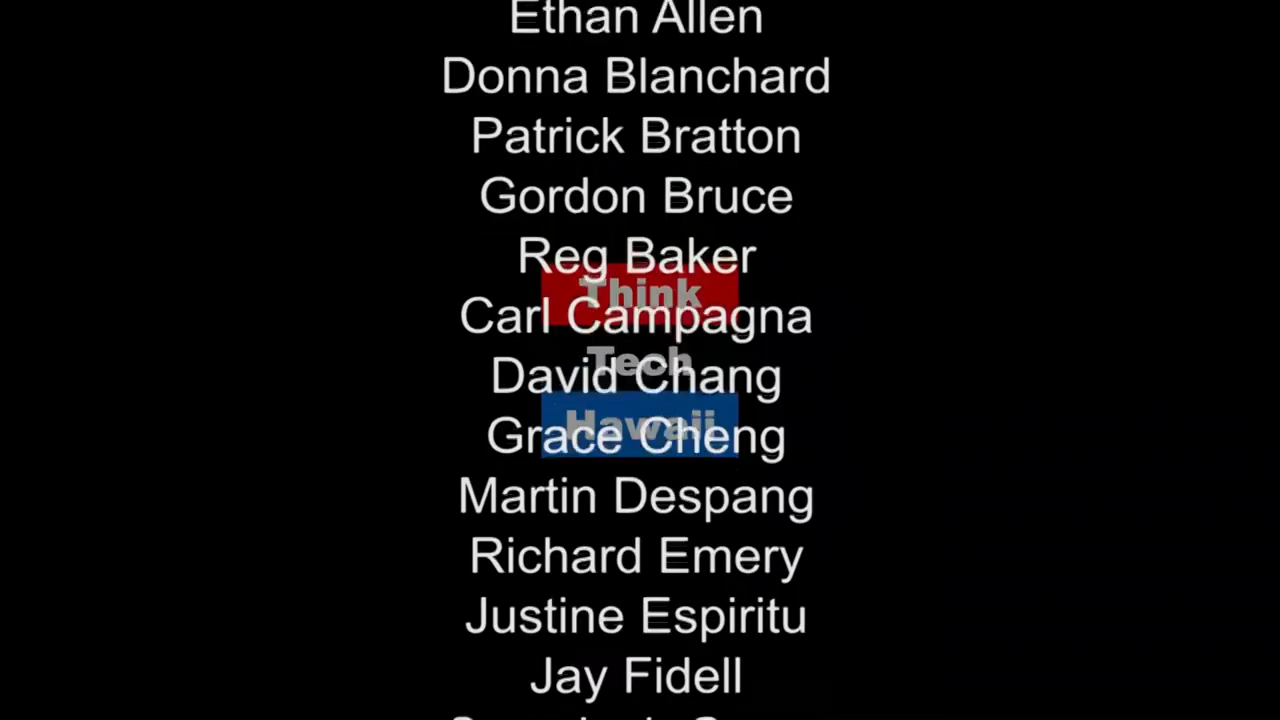 Ethan Allen
Donna Blanchard
Patrick Bratton
Gordon Bruce
Reg Baker
Think
Carl Campagna
Tech
David Chang
Hawaii
Grace Cheng
Martin Despang
Richard Emery
Justine Espiritu
Jay Fidell